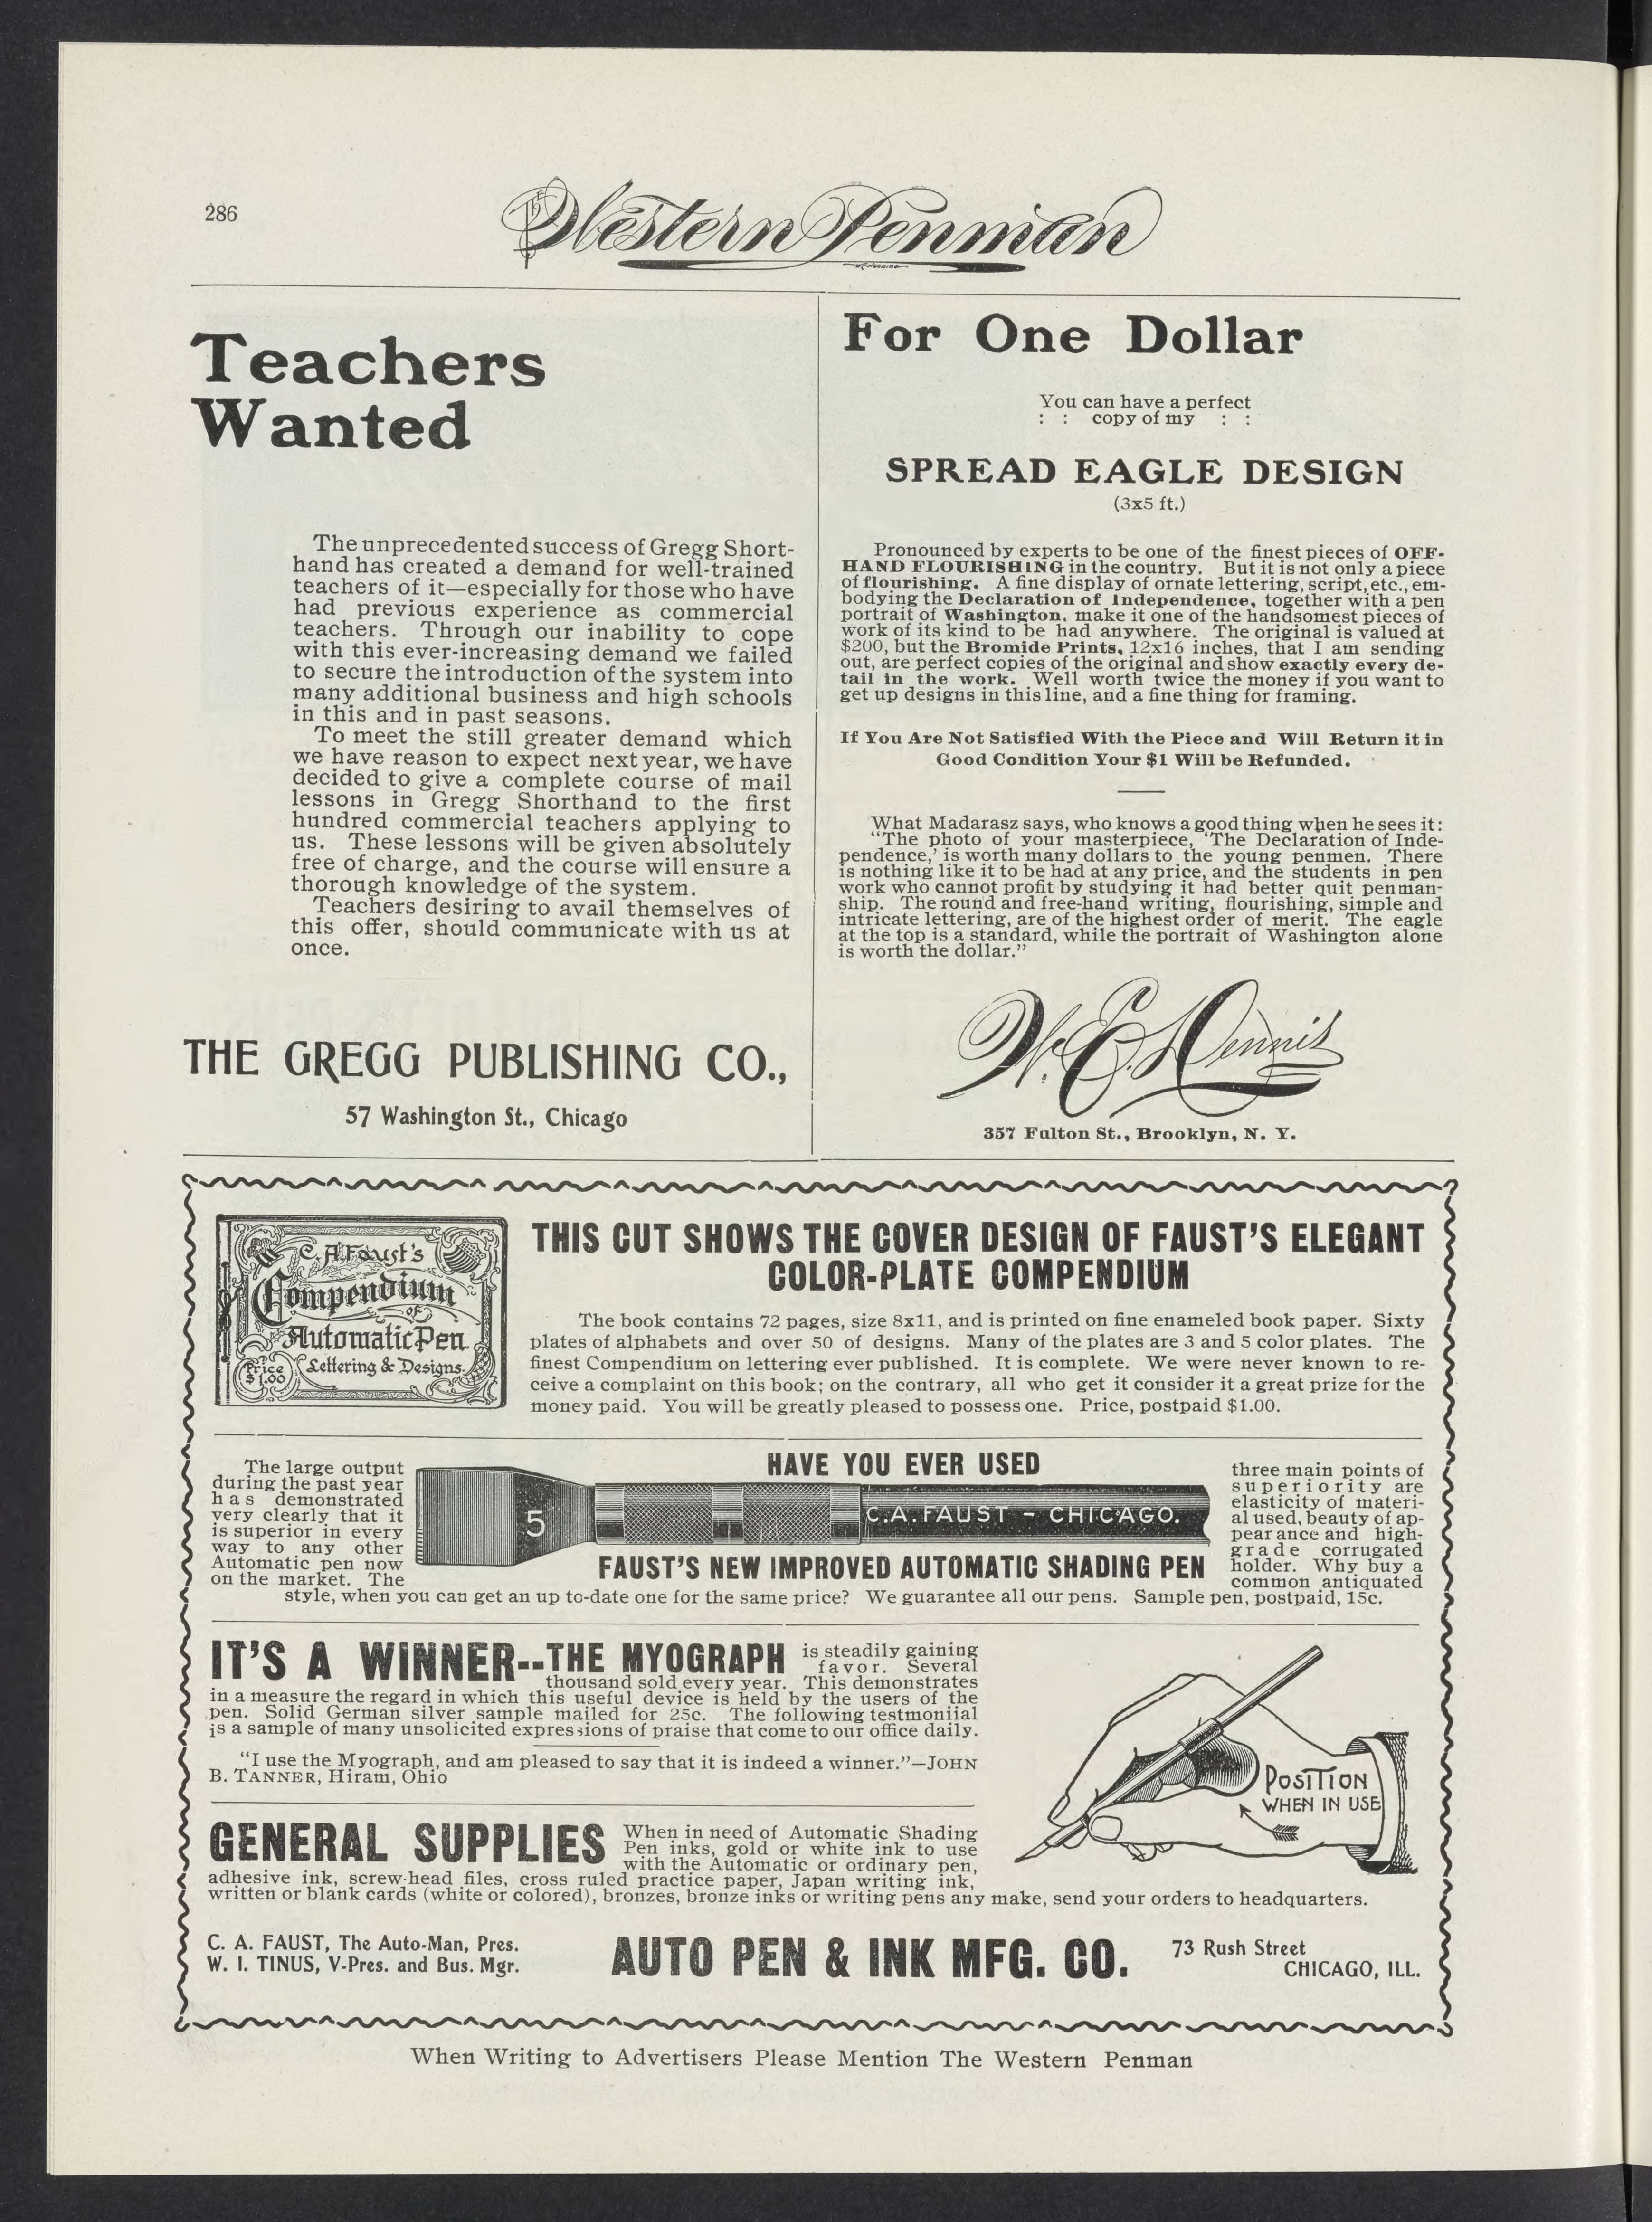 286
Western Penman
Teachers
Wanted
The unprecedented success of Gregg Short-
hand has created a demand for well-trained
teachers of it—especially for those who have
had previous experience as commercial
teachers. Through our inability to cope
with this ever-increasing demand we failed
to secure the introduction of the system into
many additional business and high schools
in this and in past seasons.
To meet the still greater demand which
we have reason to expect next year, we have
decided to give a complete course of mail
lessons in Gregg Shorthand to the first
hundred commercial teachers applying to
us. These lessons will be given absolutely
free of charge, and the course will ensure a
thorough knowledge of the system.
Teachers desiring to avail themselves of
this offer, should communicate with us at
once.
THE GREGG PUBLISHING CO.,
57 Washington St., Chicago
For One Dollar
You can have a perfect
: : copy of my : :
SPREAD EAGLE DESIGN
(3x5 ft.)
Pronounced by experts to be one of the finest pieces of OFF-
HAND FLOURISHING in the country. But it is not only a piece
of flourishing. A fine display of ornate lettering, script, etc., em-
bodying the Declaration of Independence, together with a pen
portrait of Washington, make it one of the handsomest pieces of
work of its kind to be had anywhere. The original is valued at
$200, but the Bromide Prints, 12x16 inches, that I am sending
out, are perfect copies of the original and show exactly every de-
tail in the work. Well worth twice the money if you want to
get up designs in this line, and a fine thing for framing.
If You Are Not Satisfied With the Piece and Will Return it in
Good Condition Your $1 Will be Refunded.
What Madarasz says, who knows a good thing when he sees it:
"The photo of your masterpiece, 'The Declaration of Inde-
pendence,' is worth many dollars to the young penmen. There
is nothing like it to be had at any price, and the students in pen
work who cannot profit by studying it had better quit penman-
ship. The round and free-hand writing, flourishing, simple and
intricate lettering, are of the highest order of merit. The eagle
at the top is a standard, while the portrait of Washington alone
is worth the dollar."
W. E. Dennis
357 Fulton St., Brooklyn, N. Y.
C. A. Faust's
Compendium
of
Automatic Pen
Lettering & Designs.
Price
$1.00
THIS CUT SHOWS THE COVER DESIGN OF FAUST'S ELEGANT
COLOR-PLATE COMPENDIUM
The book contains 72 pages, size 8x11, and is printed on fine enameled book paper. Sixty
plates of alphabets and over 50 of designs. Many of the plates are 3 and 5 color plates. The
finest Compendium on lettering ever published. It is complete. We were never known to re-
ceive a complaint on this book; on the contrary, all who get it consider it a great prize for the
money paid. You will be greatly pleased to possess one. Price, postpaid $1.00.
The large output
during the past year
has demonstrated
very clearly that it
is superior in every
way to any other
Automatic pen now
on the market. The
HAVE YOU EVER USED
5
C.A.FAUST - CHICAGO.
FAUST'S NEW IMPROVED AUTOMATIC SHADING PEN
three main points of
superiority are
elasticity of materi-
al used, beauty of ap-
pearance and high-
grade corrugated
holder. Why buy a
common antiquated
style, when you can get an up to-date one for the same price? We guarantee all our pens. Sample pen, postpaid, 15c.
IT'S A WINNER--THE MYOGRAPH is steadily gaining
favor. Several
thousand sold every year. This demonstrates
in a measure the regard in which this useful device is held by the users of the
pen. Solid German silver sample mailed for 25c. The following testmoniial
is a sample of many unsolicited expressions of praise that come to our office daily.
"I use the Myograph, and am pleased to say that it is indeed a winner."—JOHN
B. TANNER, Hiram, Ohio
POSITION
WHEN IN USE
GENERAL SUPPLIES When in need of Automatic Shading
Pen inks, gold or white ink to use
with the Automatic or ordinary pen,
adhesive ink, screw-head files, cross ruled practice paper, Japan writing ink,
written or blank cards (white or colored), bronzes, bronze inks or writing pens any make, send your orders to headquarters.
C. A. FAUST, The Auto-Man, Pres.
W. I. TINUS, V-Pres. and Bus. Mgr.
AUTO PEN & INK MFG. CO.
73 Rush Street
CHICAGO, ILL.
When Writing to Advertisers Please Mention The Western Penman